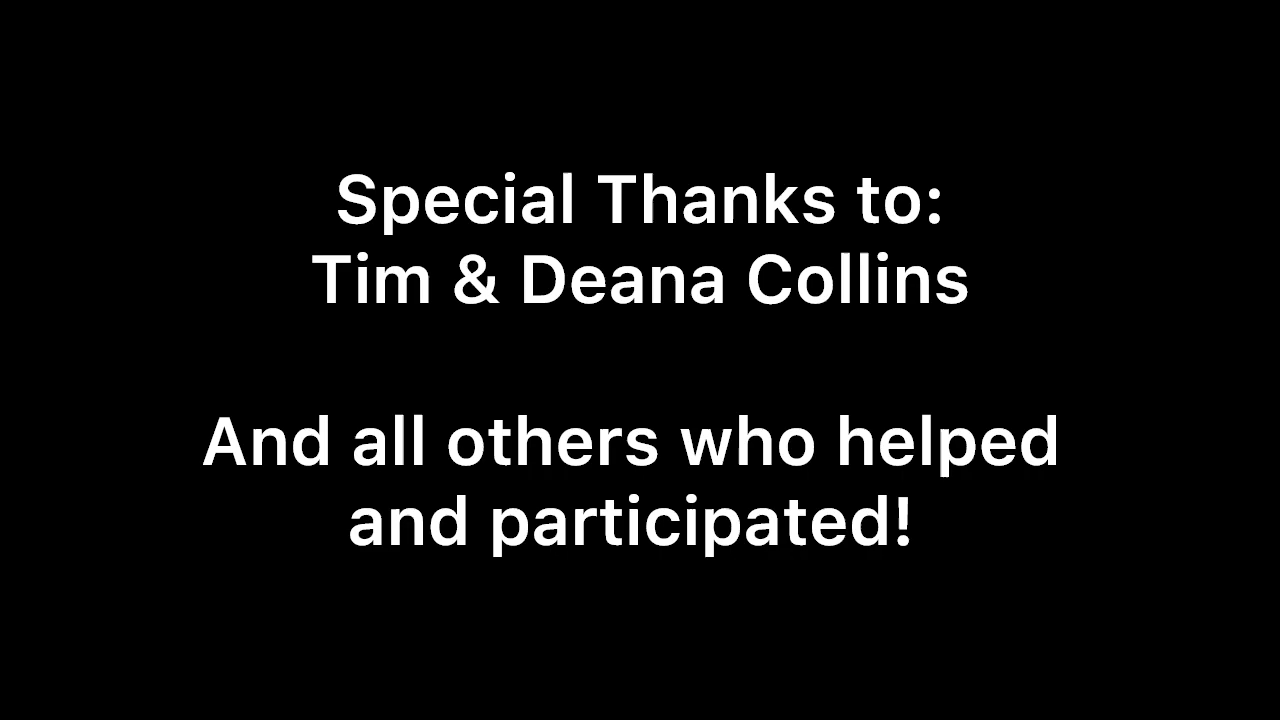 Special Thanks to:
Tim & Deana Collins
And all others who helped
and participated!